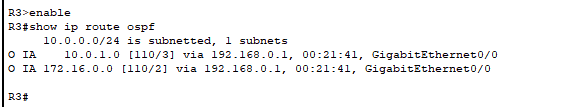 R3>enable
R3#show ip route ospf
     10.0.0.0/24 is subnetted, 1 subnets
O IA    10.0.1.0 [110/3] via 192.168.0.1, 00:21:41, GigabitEthernet0/0
O IA 172.16.0.0 [110/2] via 192.168.0.1, 00:21:41, GigabitEthernet0/0
R3#